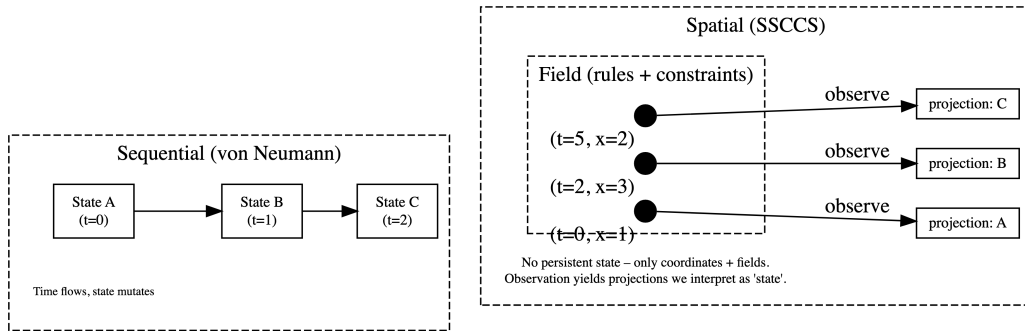 Sequential (von Neumann)
State A
(t=0)
State B
(t=1)
State C
(t=2)
Time flows, state mutates
Spatial (SSCCS)
Field (rules + constraints)
(t=5, x=2)
observe
projection: C
(t=2, x=3)
observe
projection: B
(t=0, x=1)
observe
projection: A
No persistent state – only coordinates + fields.
Observation yields projections we interpret as 'state'.